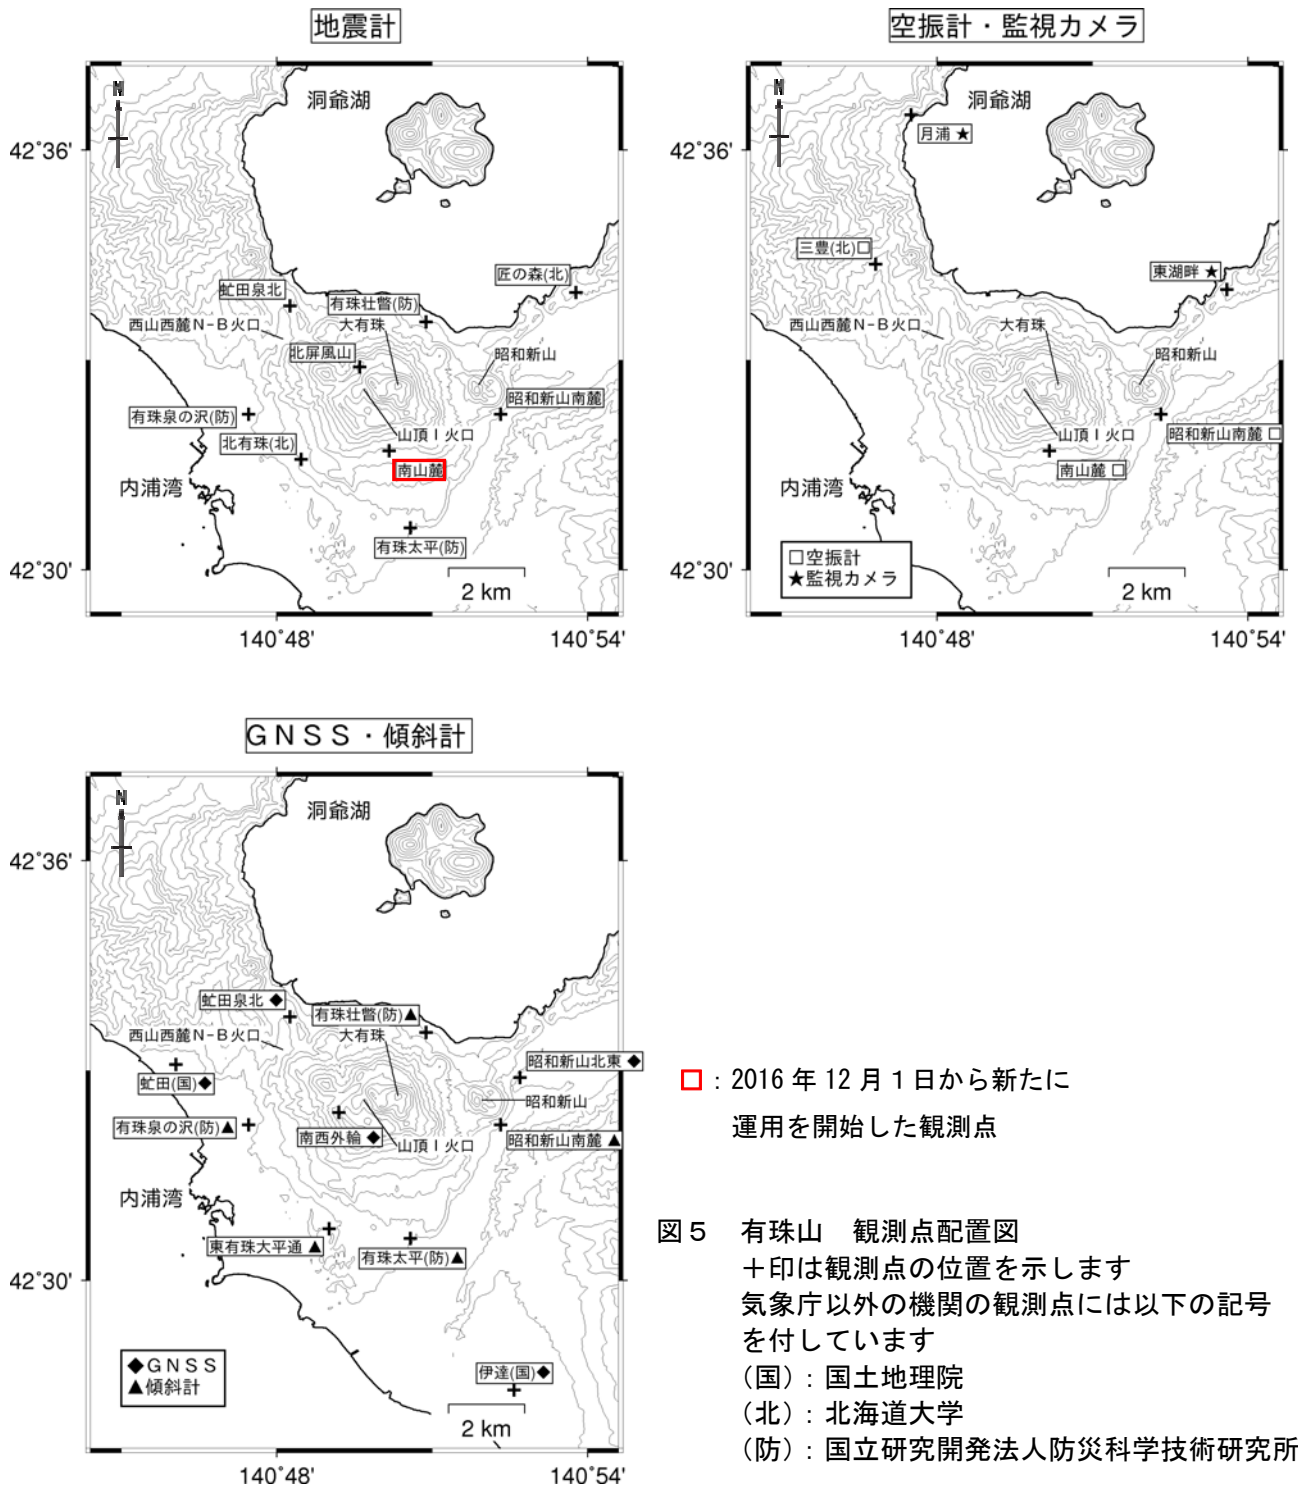 地震計
N
洞爺湖
42˚36'
匠の森(北)
虻田泉北
有珠壮瞥(防)
西山西麓N-B火口
大有珠
北屏風山
昭和新山
昭和新山南麓
有珠泉の沢(防)
北有珠(北)
山頂I火口
南山麓
内浦湾
有珠太平(防)
42˚30'
2 km
140˚48'
140˚54'
空振計・監視カメラ
N
洞爺湖
月浦 ★
42˚36'
三豊(北)□
東湖畔 ★
西山西麓N-B火口
大有珠
昭和新山
山頂I火口
昭和新山南麓 □
南山麓 □
内浦湾
□空振計
★監視カメラ
42˚30'
2 km
140˚48'
140˚54'
GNSS・傾斜計
N
洞爺湖
42˚36'
虻田泉北 ◆
有珠壮瞥(防)▲
西山西麓N-B火口
大有珠
昭和新山北東 ◆
虻田(国)◆
昭和新山
有珠泉の沢(防)▲
南西外輪 ◆
山頂I火口
昭和新山南麓 ▲
内浦湾
東有珠大平通 ▲
有珠太平(防)▲
42˚30'
◆GNSS
▲傾斜計
伊達(国)◆
2 km
140˚48'
140˚54'
□：2016 年 12 月１日から新たに
運用を開始した観測点
図５　有珠山　観測点配置図
＋印は観測点の位置を示します
気象庁以外の機関の観測点には以下の記号
を付しています
（国）：国土地理院
（北）：北海道大学
（防）：国立研究開発法人防災科学技術研究所